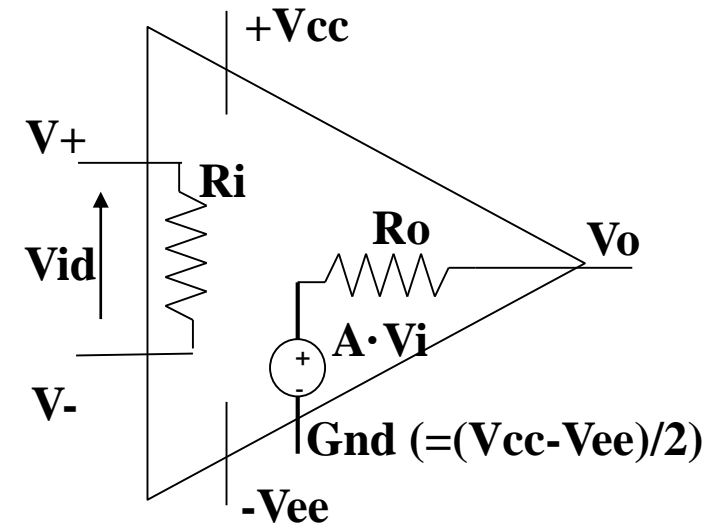 +Vcc
V+
Ri
Ro
Vo
Vid
+
A·Vi
-
V-
Gnd (=(Vcc-Vee)/2)
-Vee